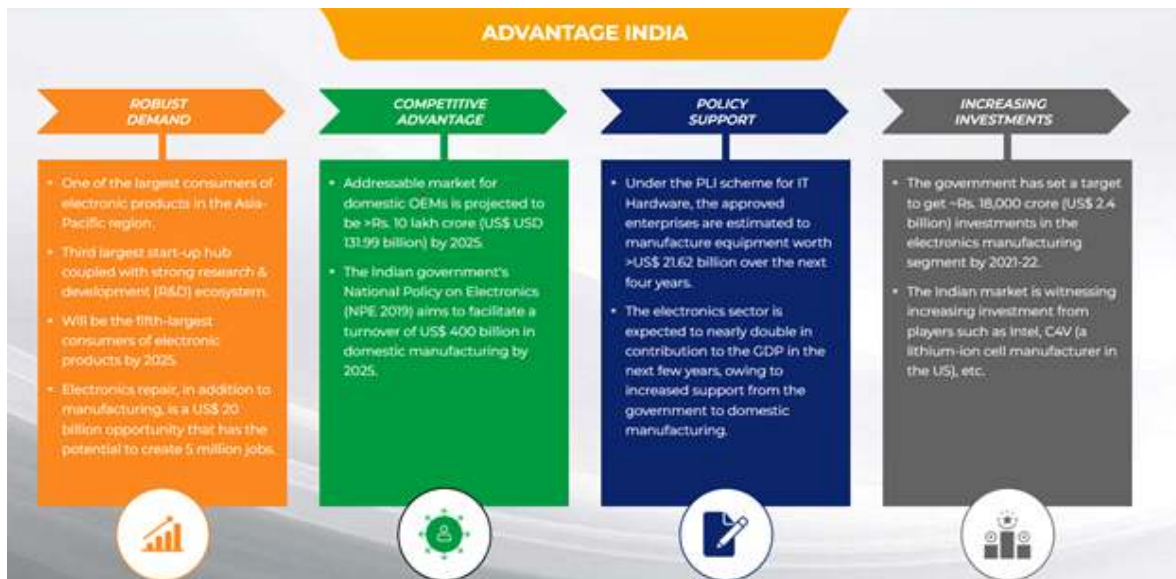 ADVANTAGE INDIA
ROBUST
DEMAND
• One of the largest consumers of
electronic products in the Asia-
Pacific region.
• Third largest start-up hub
coupled with strong research &
development (R&D) ecosystem.
• Will be the fifth-largest
consumers of electronic
products by 2025.
• Electronics repair, in addition to
manufacturing, is a US$ 20
billion opportunity that has the
potential to create 5 million jobs.
COMPETITIVE
ADVANTAGE
• Addressable market for
domestic OEMs is projected to
be >Rs. 10 lakh crore (US$ USD
131.99 billion) by 2025.
• The Indian government's
National Policy on Electronics
(NPE 2019) aims to facilitate a
turnover of US$ 400 billion in
domestic manufacturing by
2025.
POLICY
SUPPORT
• Under the PLI scheme for IT
Hardware, the approved
enterprises are estimated to
manufacture equipment worth
>US$ 21.62 billion over the next
four years.
• The electronics sector is
expected to nearly double in
contribution to the GDP in the
next few years, owing to
increased support from the
government to domestic
manufacturing.
INCREASING
INVESTMENTS
• The government has set a target
to get ~Rs. 18,000 crore (US$ 2.4
billion) investments in the
electronics manufacturing
segment by 2021-22.
• The Indian market is witnessing
increasing investment from
players such as Intel, C4V (a
lithium-ion cell manufacturer in
the US), etc.